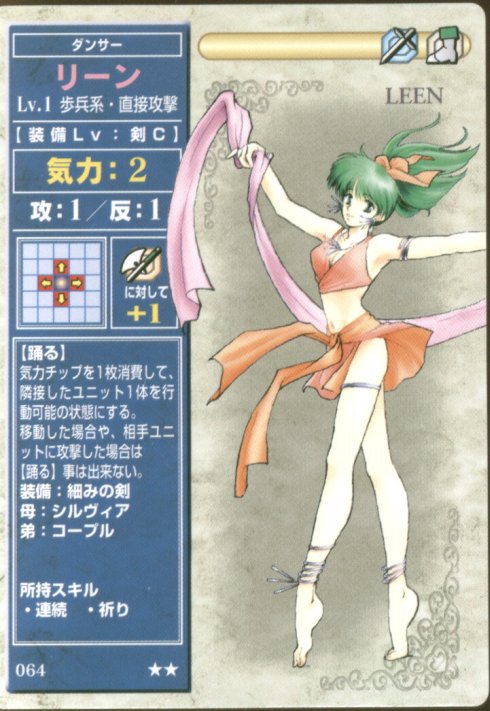 ダンサー
リーン
Lv.1 歩兵系・直接攻撃
【装備Lv:剣C】
気力:2
攻:1／反:1
に対して
+1
【踊る】
気力チップを1枚消費して、
隣接したユニット1体を行
動可能の状態にする。
移動した場合や、相手ユニ
ットに攻撃した場合は
【踊る】事は出来ない。
装備:細みの剣
母:シルヴィア
弟:コープル
所持スキル
・連続 ・祈り
064 ★★
LEEN